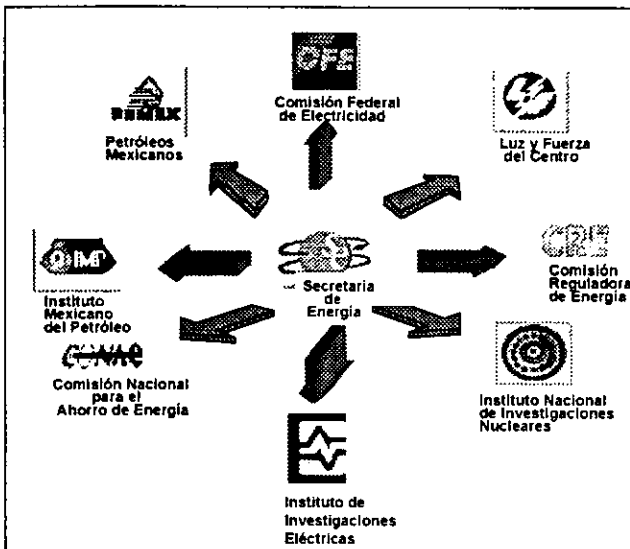 CFE
Comisión Federal
de Electricidad
PEMEX
Petróleos
Mexicanos
Luz y Fuerza
del Centro
IMP
Instituto
Mexicano
del Petróleo
Secretaria
de
Energía
CRE
Comisión
Reguladora
de Energía
CONAE
Comisión Nacional
para el
Ahorro de Energía
Instituto Nacional
de Investigaciones
Nucleares
Instituto de
Investigaciones
Eléctricas